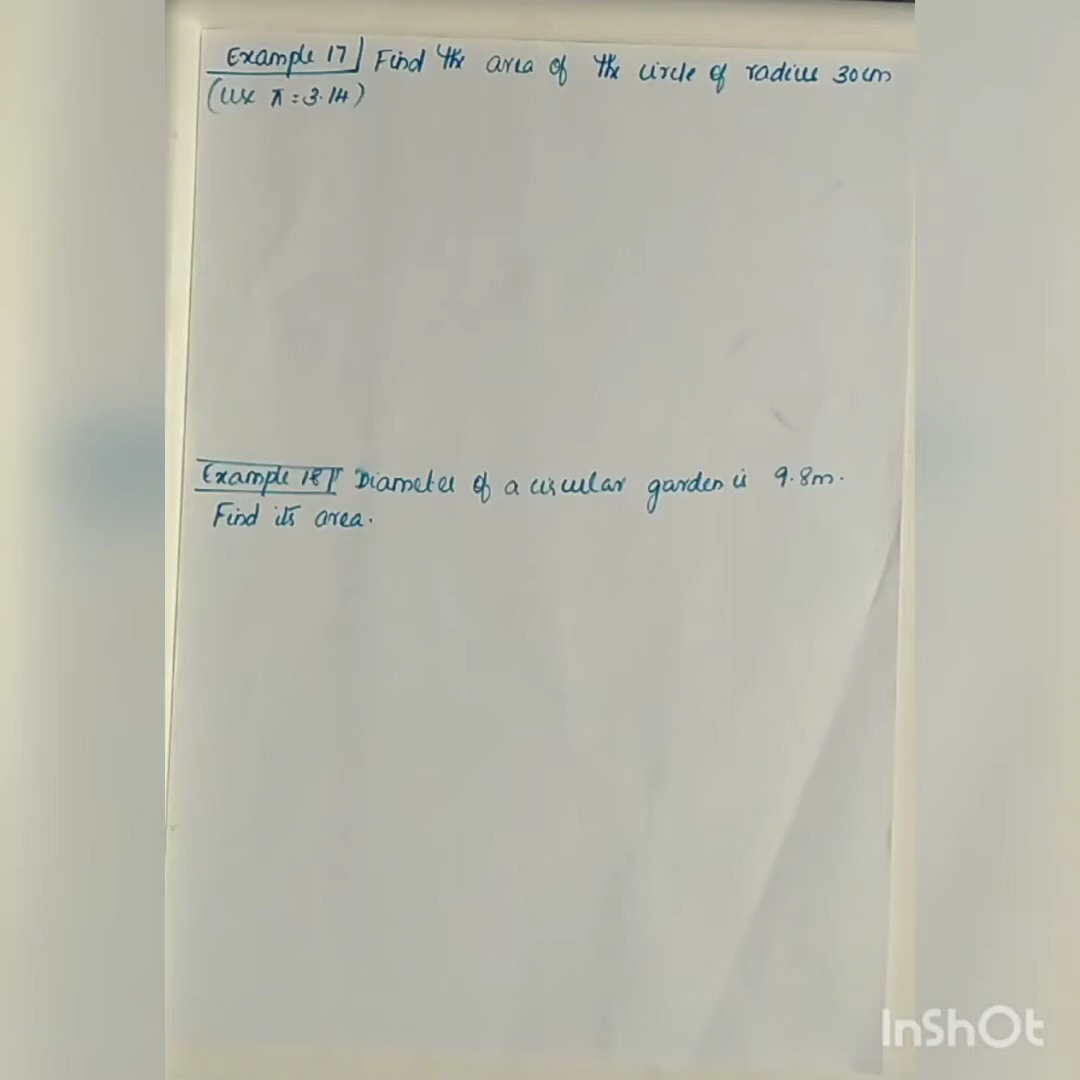 Example 17 Find the area of the circle of radius 30cm
(Use π = 3.14)
Example 18 Diameter of a circular garden is 9.8m.
Find its area.
InShOt